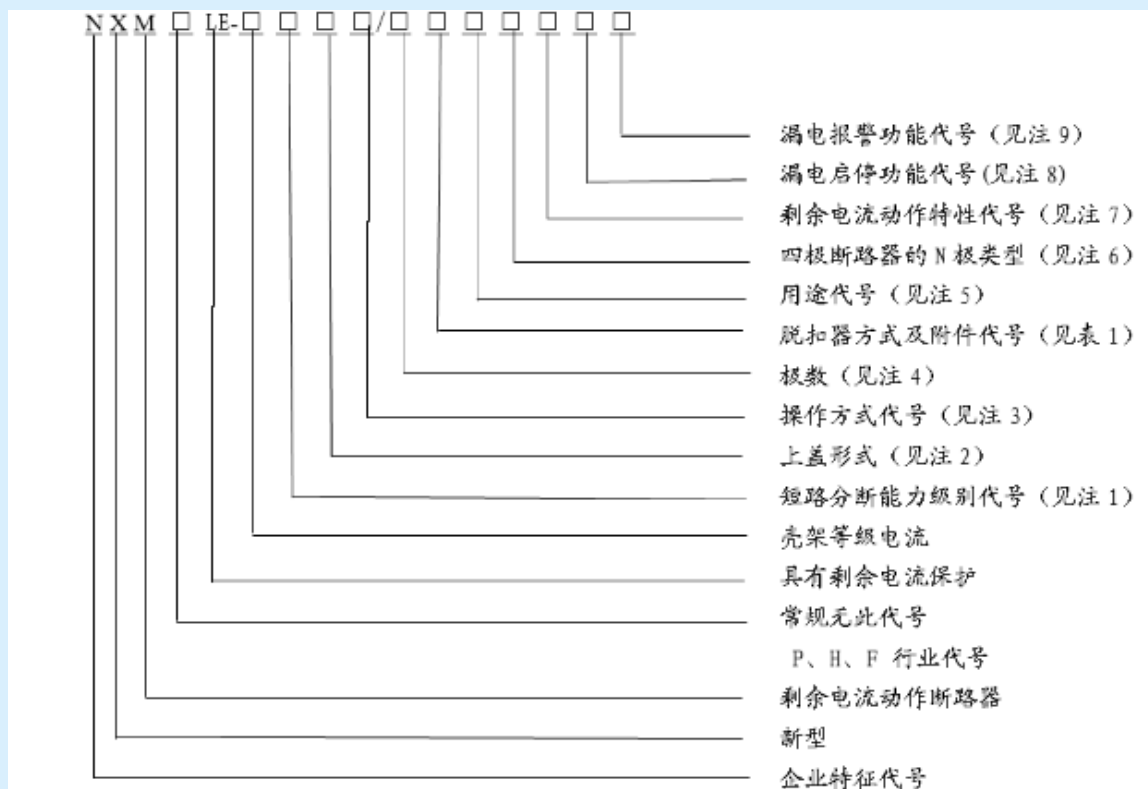 N X M □ LE-□ □ □ □/□ □ □ □ □ □ □
漏电报警功能代号（见注 9）
漏电启停功能代号(见注 8)
剩余电流动作特性代号（见注 7）
四极断路器的 N 极类型（见注 6）
用途代号（见注 5）
脱扣器方式及附件代号（见表 1）
极数（见注 4）
操作方式代号（见注 3）
上盖形式（见注 2）
短路分断能力级别代号（见注 1）
壳架等级电流
具有剩余电流保护
常规无此代号
P、H、F 行业代号
剩余电流动作断路器
新型
企业特征代号